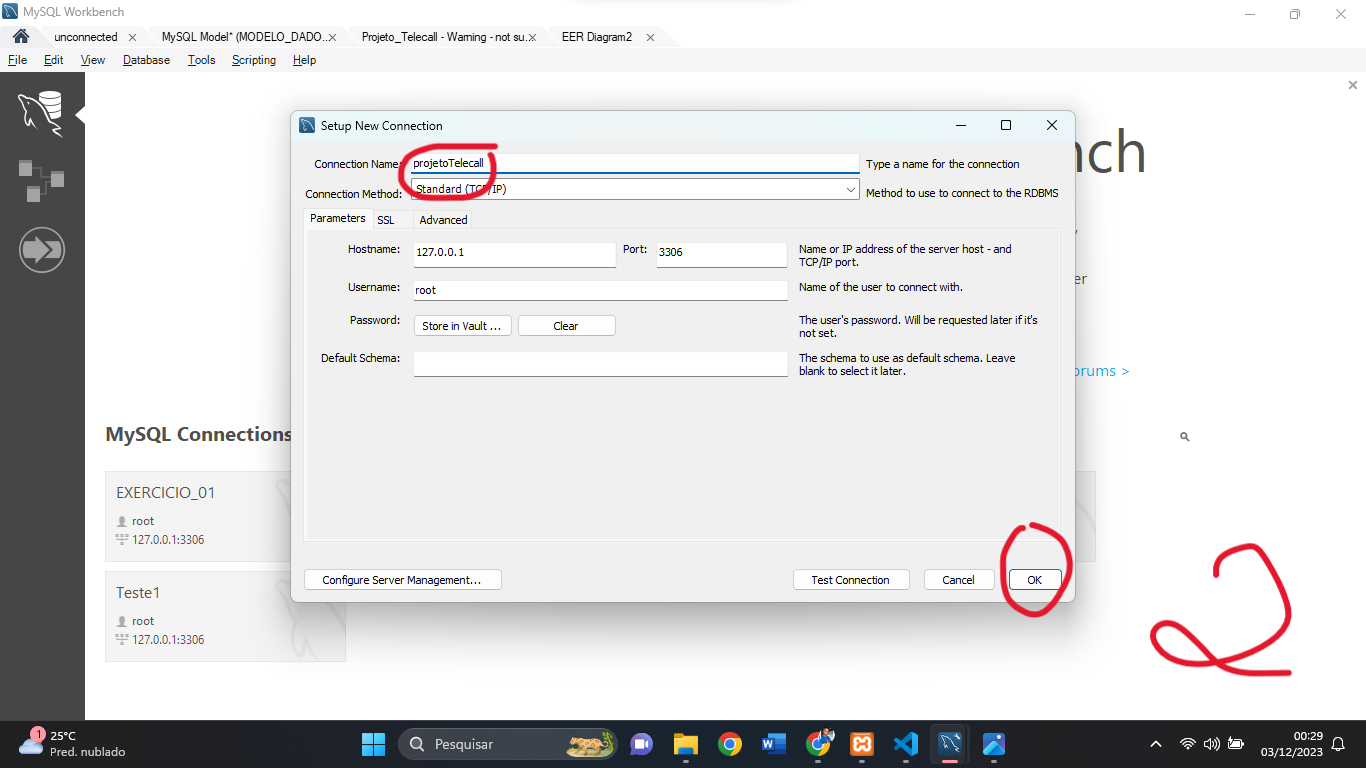 MySQL Workbench
unconnected
MySQL Model* (MODELO_DADO...
Projeto_Telecall - Warning - not su...
EER Diagram2
File Edit View Database Tools Scripting Help
nch
Setup New Connection
Connection Name: projetoTelecall Type a name for the connection
Connection Method: Standard (TCP/IP) Method to use to connect to the RDBMS
Parameters SSL Advanced
Hostname: 127.0.0.1 Port: 3306 Name or IP address of the server host - and
TCP/IP port.
er
Username: root Name of the user to connect with.
Password: Store in Vault ... Clear The user's password. Will be requested later if it's
not set.
Default Schema: The schema to use as default schema. Leave
blank to select it later.
orums >
MySQL Connections
EXERCICIO_01
root
127.0.0.1:3306
Configure Server Management... Test Connection Cancel OK
Teste1
root
127.0.0.1:3306
2
1
25°C
Pred. nublado
Pesquisar
00:29
03/12/2023